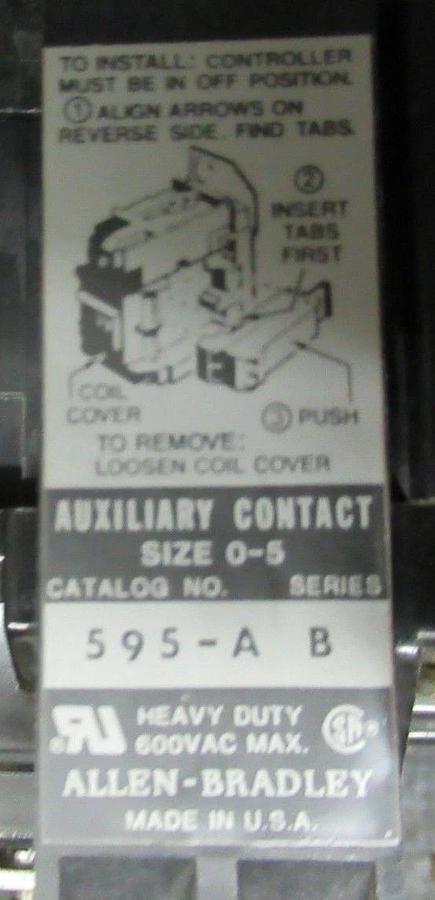 TO INSTALL: CONTROLLER
MUST BE IN OFF POSITION.
① ALIGN ARROWS ON
REVERSE SIDE. FIND TABS.
②
INSERT
TABS
FIRST
COIL
COVER
③ PUSH
TO REMOVE:
LOOSEN COIL COVER
AUXILIARY CONTACT
SIZE 0-5
CATALOG NO. SERIES
595-A B
HEAVY DUTY
600VAC MAX.
ALLEN-BRADLEY
MADE IN U.S.A.